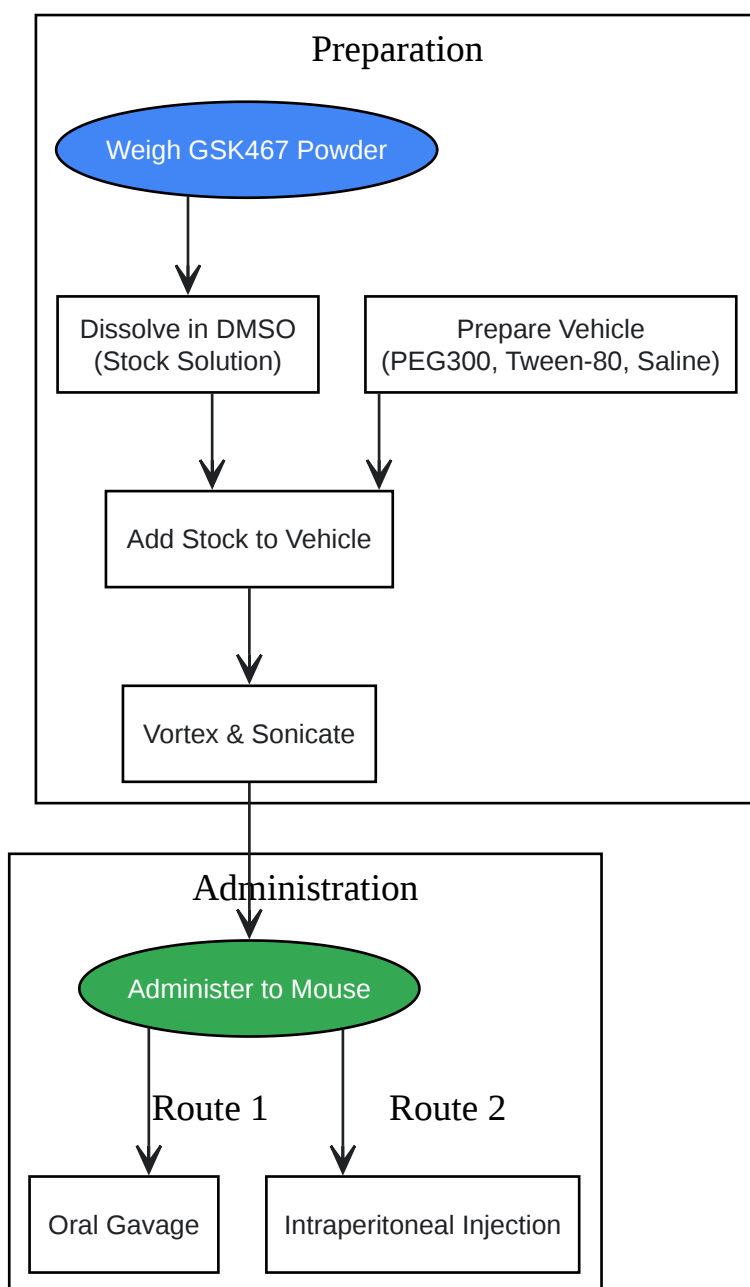 Preparation
Weigh GSK467 Powder
Dissolve in DMSO
(Stock Solution)
Prepare Vehicle
(PEG300, Tween-80, Saline)
Add Stock to Vehicle
Vortex & Sonicate
Administration
Administer to Mouse
Route 1
Route 2
Oral Gavage
Intraperitoneal Injection